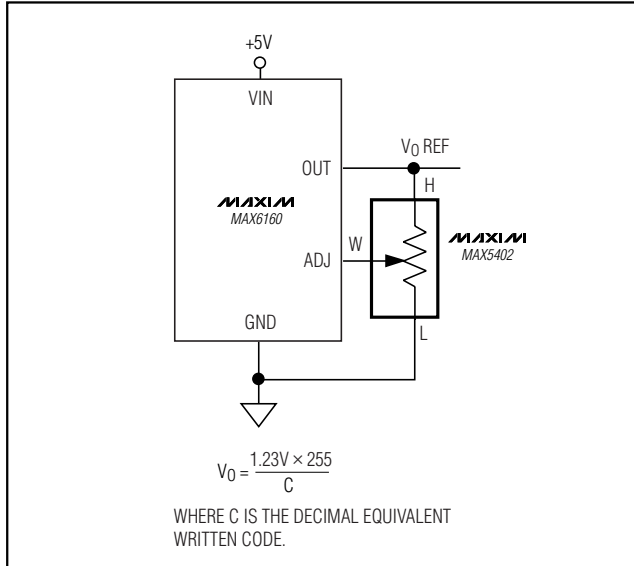 +5V
VIN
V₀ REF
OUT
H
MAXIM
MAX6160
W
MAXIM
MAX5402
ADJ
GND
L
V₀ = 1.23V × 255
C
WHERE C IS THE DECIMAL EQUIVALENT
WRITTEN CODE.